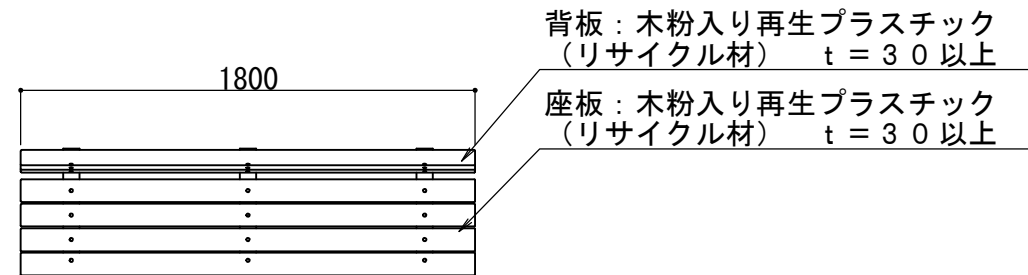 背板：木粉入り再生プラスチック
（リサイクル材）　ｔ＝３０以上
1800
座板：木粉入り再生プラスチック
（リサイクル材）　ｔ＝３０以上